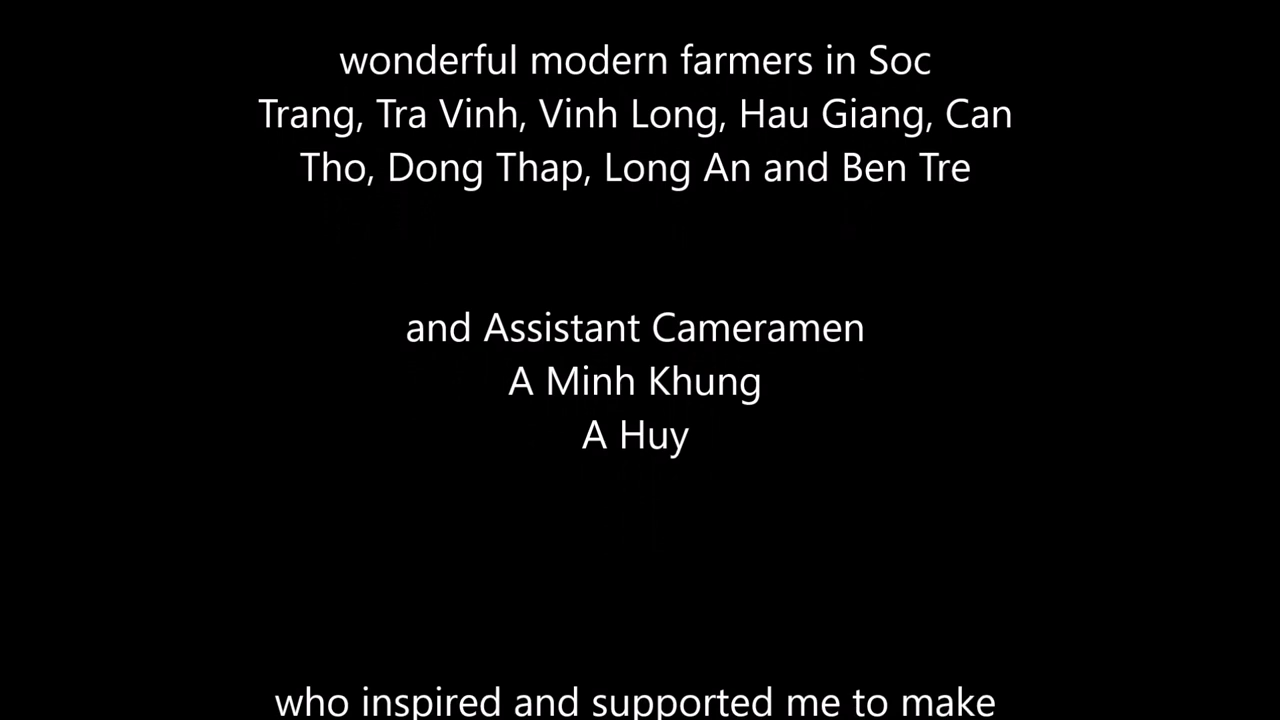 wonderful modern farmers in Soc
Trang, Tra Vinh, Vinh Long, Hau Giang, Can
Tho, Dong Thap, Long An and Ben Tre
and Assistant Cameramen
A Minh Khung
A Huy
who inspired and supported me to make